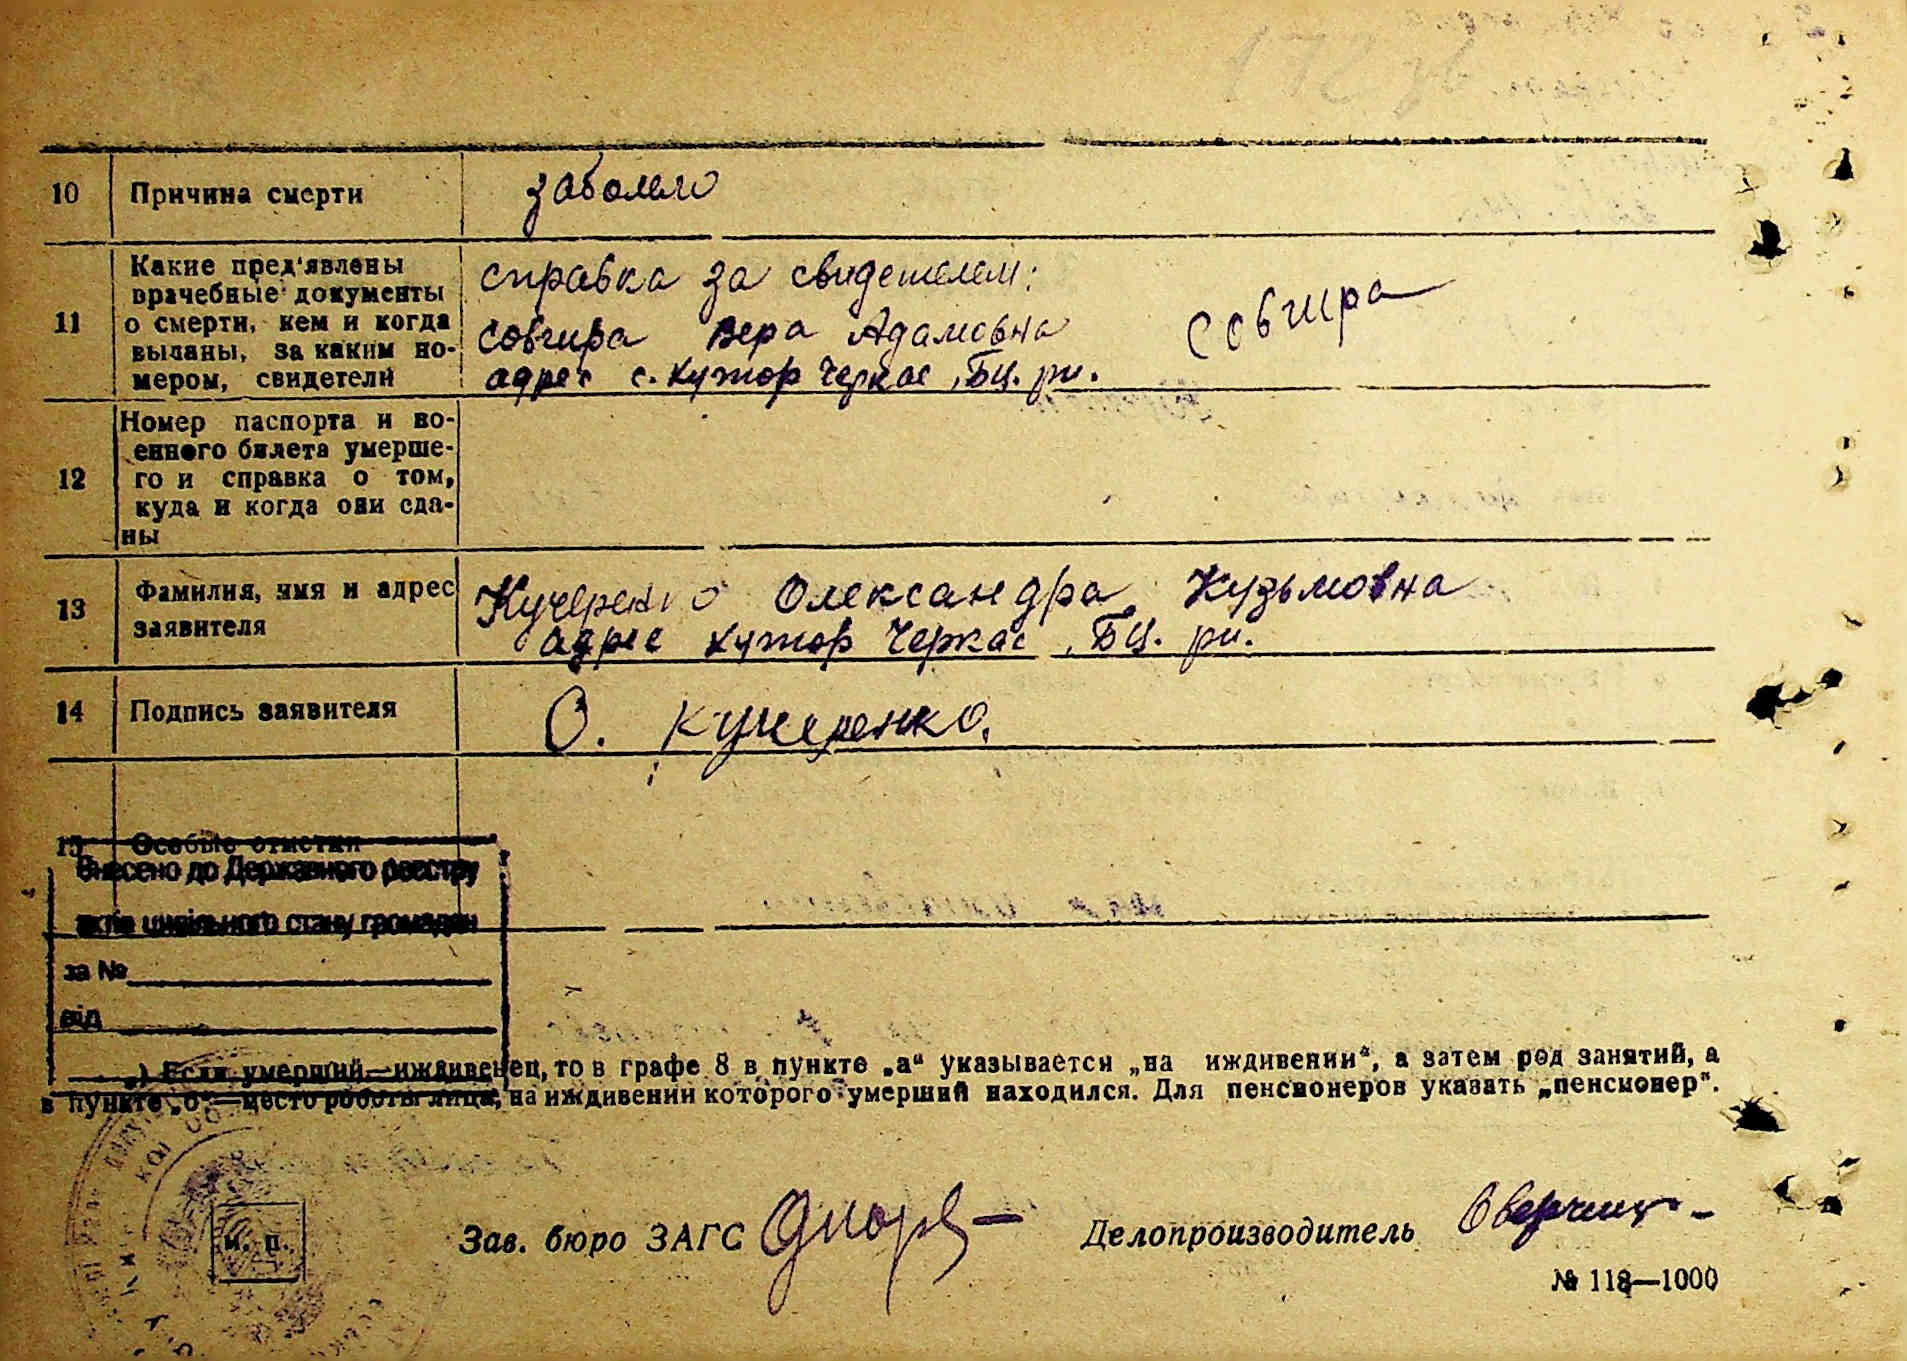 10 Причина смерти заболело
11 Какие пред'явлены
врачебные документы
о смерти, кем и когда
выданы, за каким но-
мером, свидетели
справка за свидетелем:
Совгира Вера Адамовна
адрес с. Хутор Черкас, БЦ. рн.
Совгира
12 Номер паспорта и во-
енного билета умерше-
го и справка о том,
куда и когда они сда-
ны
13 Фамилия, имя и адрес
заявителя
Кучеренко Олександра Кузьмовна
адрес хутор Черкас, БЦ. рн.
14 Подпись заявителя О. Кучеренко.
15 Особые отметки
Внесено до Державного реєстру
актів цивільного стану громадян
за №
від
„) Если умерший—иждивенец, то в графе 8 в пункте „а“ указывается „на иждивении“, а затем род занятий, а
в пункте „б“—место работы лица, на иждивении которого умерший находился. Для пенсионеров указать „пенсионер".
м. п.
Зав. бюро ЗАГС Делопроизводитель
№ 118—1000